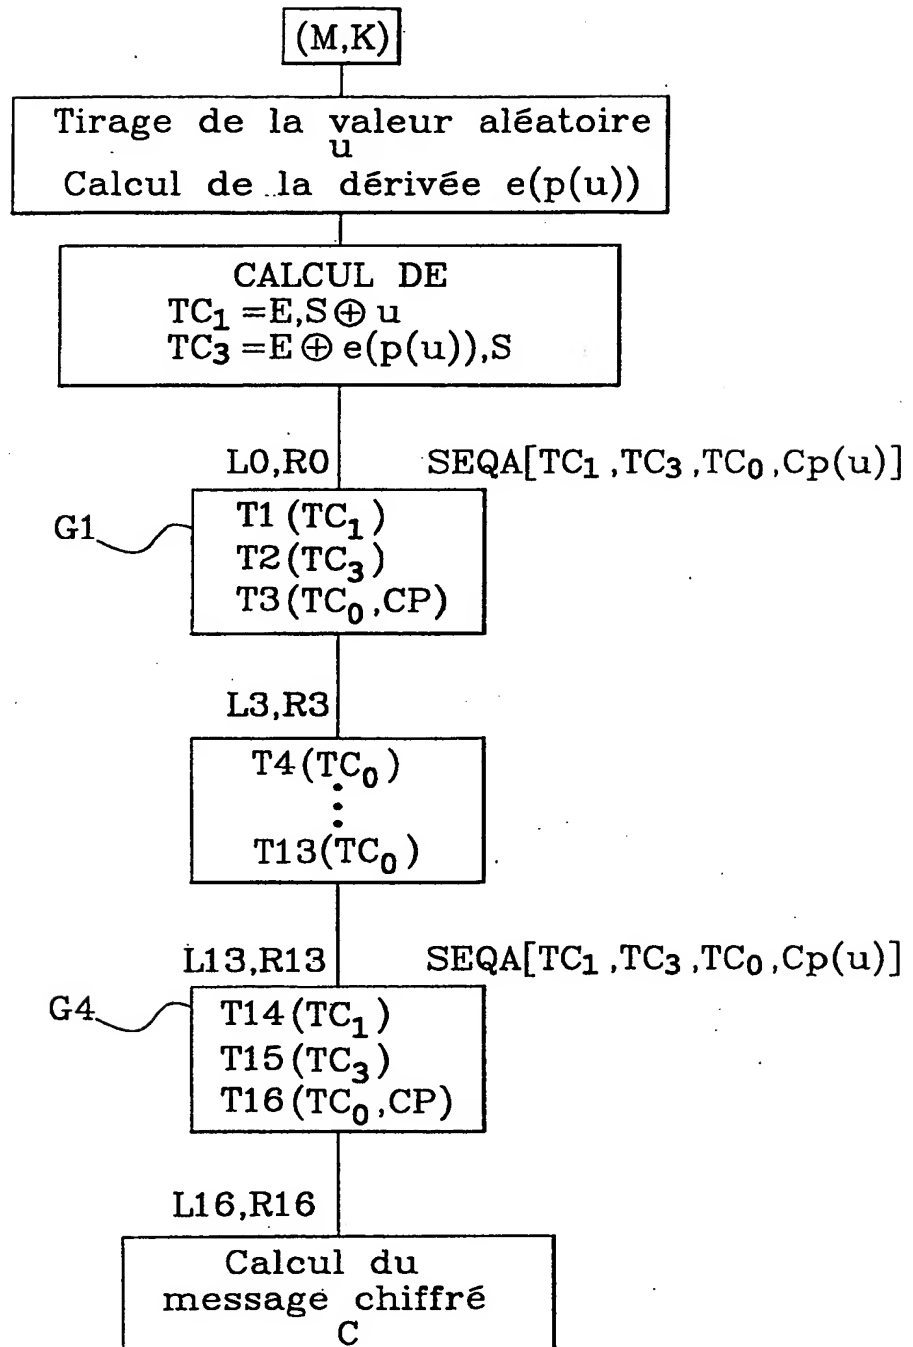 (M,K)
Tirage de la valeur aléatoire
u
Calcul de la dérivée e(p(u))
CALCUL DE
TC₁ =E,S⊕u
TC₃ =E⊕e(p(u)),S
L0,R0
SEQA[TC₁,TC₃,TC₀,Cp(u)]
G1
T1(TC₁)
T2(TC₃)
T3(TC₀,CP)
L3,R3
T4(TC₀)
T13(TC₀)
L13,R13
SEQA[TC₁,TC₃,TC₀,Cp(u)]
G4
T14(TC₁)
T15(TC₃)
T16(TC₀,CP)
L16,R16
Calcul du
message chiffré
C